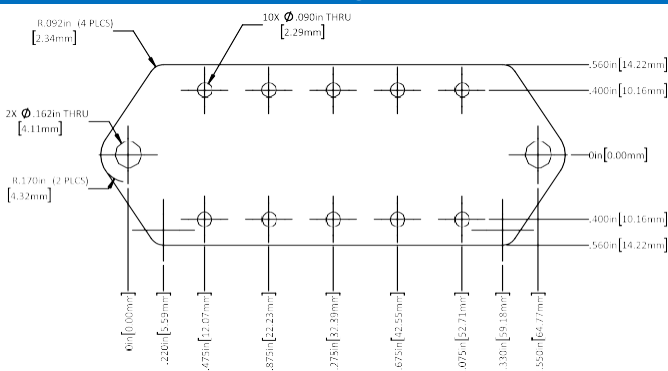 R.092in (4 PLCS)
[2.34mm]
10X Ø.090in THRU
[2.29mm]
2X Ø.162in THRU
[4.11mm]
R.170in (2 PLCS)
[4.32mm]
.560in[14.22mm]
.400in[10.16mm]
0in[0.00mm]
.400in[10.16mm]
.560in[14.22mm]
0in[0.00mm]
.220in[5.59mm]
.475in[12.07mm]
.875in[22.23mm]
.275in[32.39mm]
.675in[42.55mm]
.075in[52.71mm]
.330in[59.18mm]
.550in[64.77mm]